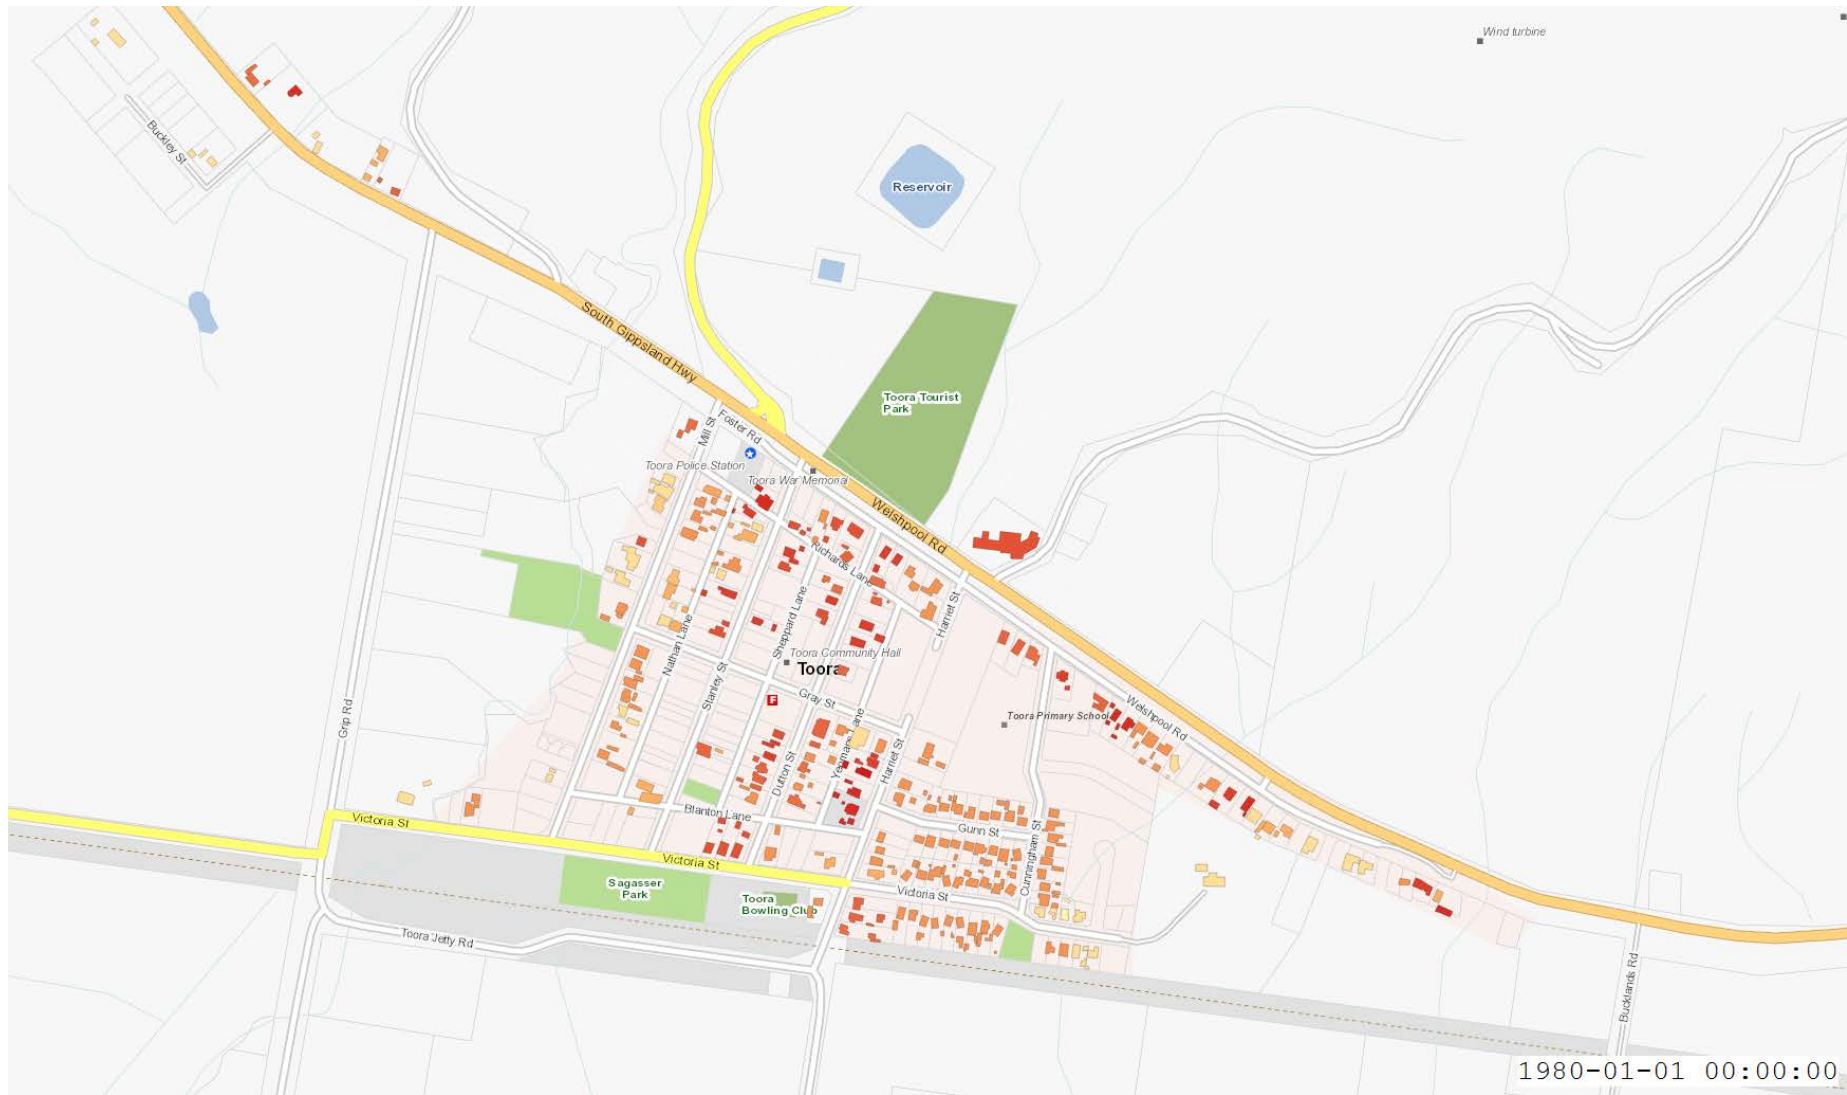 Wind turbine
Buckley St
Reservoir
South Gippsland Hwy
Toora Tourist
Park
Mill St
Foster Rd
Toora Police Station
Toora War Memorial
Welshpool Rd
Richards Lane
Sheppard Lane
Harriet St
Nathan Lane
Toora Community Hall
Toora
Stanley St
Gray St
F
Grip Rd
Toora Primary School
Welshpool Rd
Harriet St
Dutton St
Blanton Lane
Victoria St
Gunn St
Cunningham St
Victoria St
Sagasser
Park
Toora
Bowling Club
Victoria St
Toora Jetty Rd
Bucklands Rd
1980-01-01 00:00:00